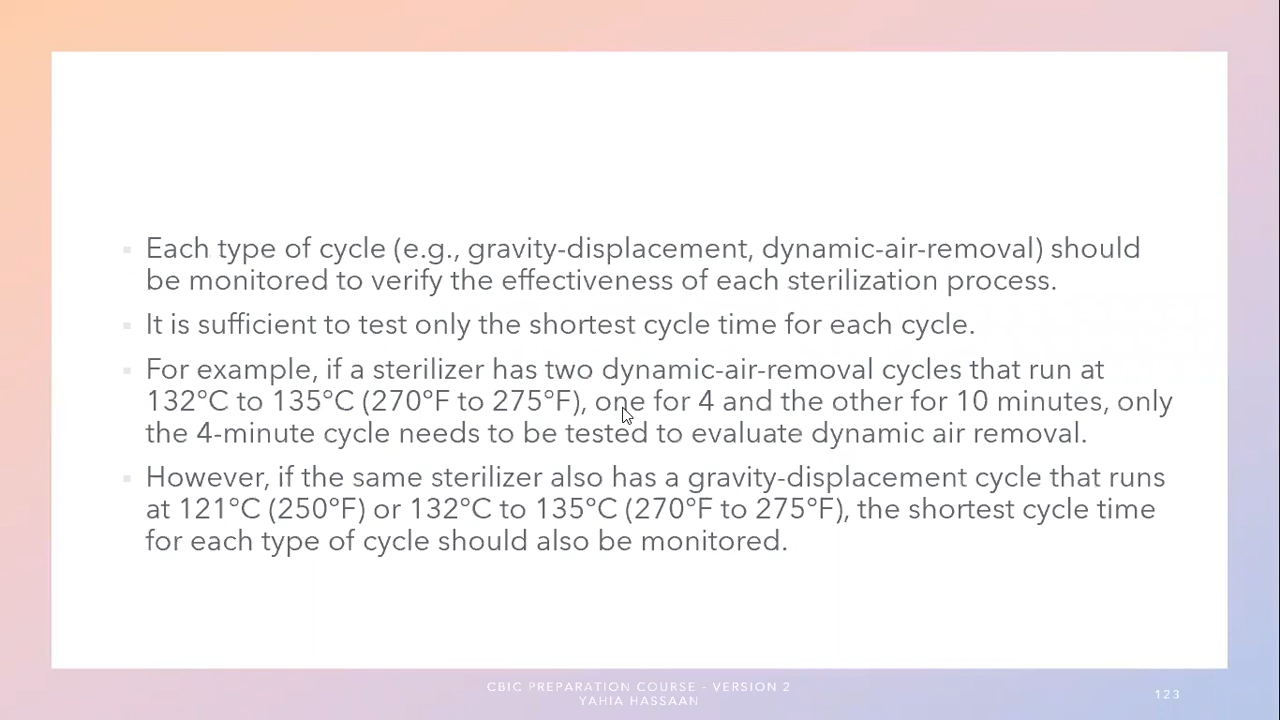 Each type of cycle (e.g., gravity-displacement, dynamic-air-removal) should
be monitored to verify the effectiveness of each sterilization process.
It is sufficient to test only the shortest cycle time for each cycle.
For example, if a sterilizer has two dynamic-air-removal cycles that run at
132°C to 135°C (270°F to 275°F), one for 4 and the other for 10 minutes, only
the 4-minute cycle needs to be tested to evaluate dynamic air removal.
However, if the same sterilizer also has a gravity-displacement cycle that runs
at 121°C (250°F) or 132°C to 135°C (270°F to 275°F), the shortest cycle time
for each type of cycle should also be monitored.
CBIC PREPARATION COURSE - VERSION 2
YAHIA HASSAAN
123